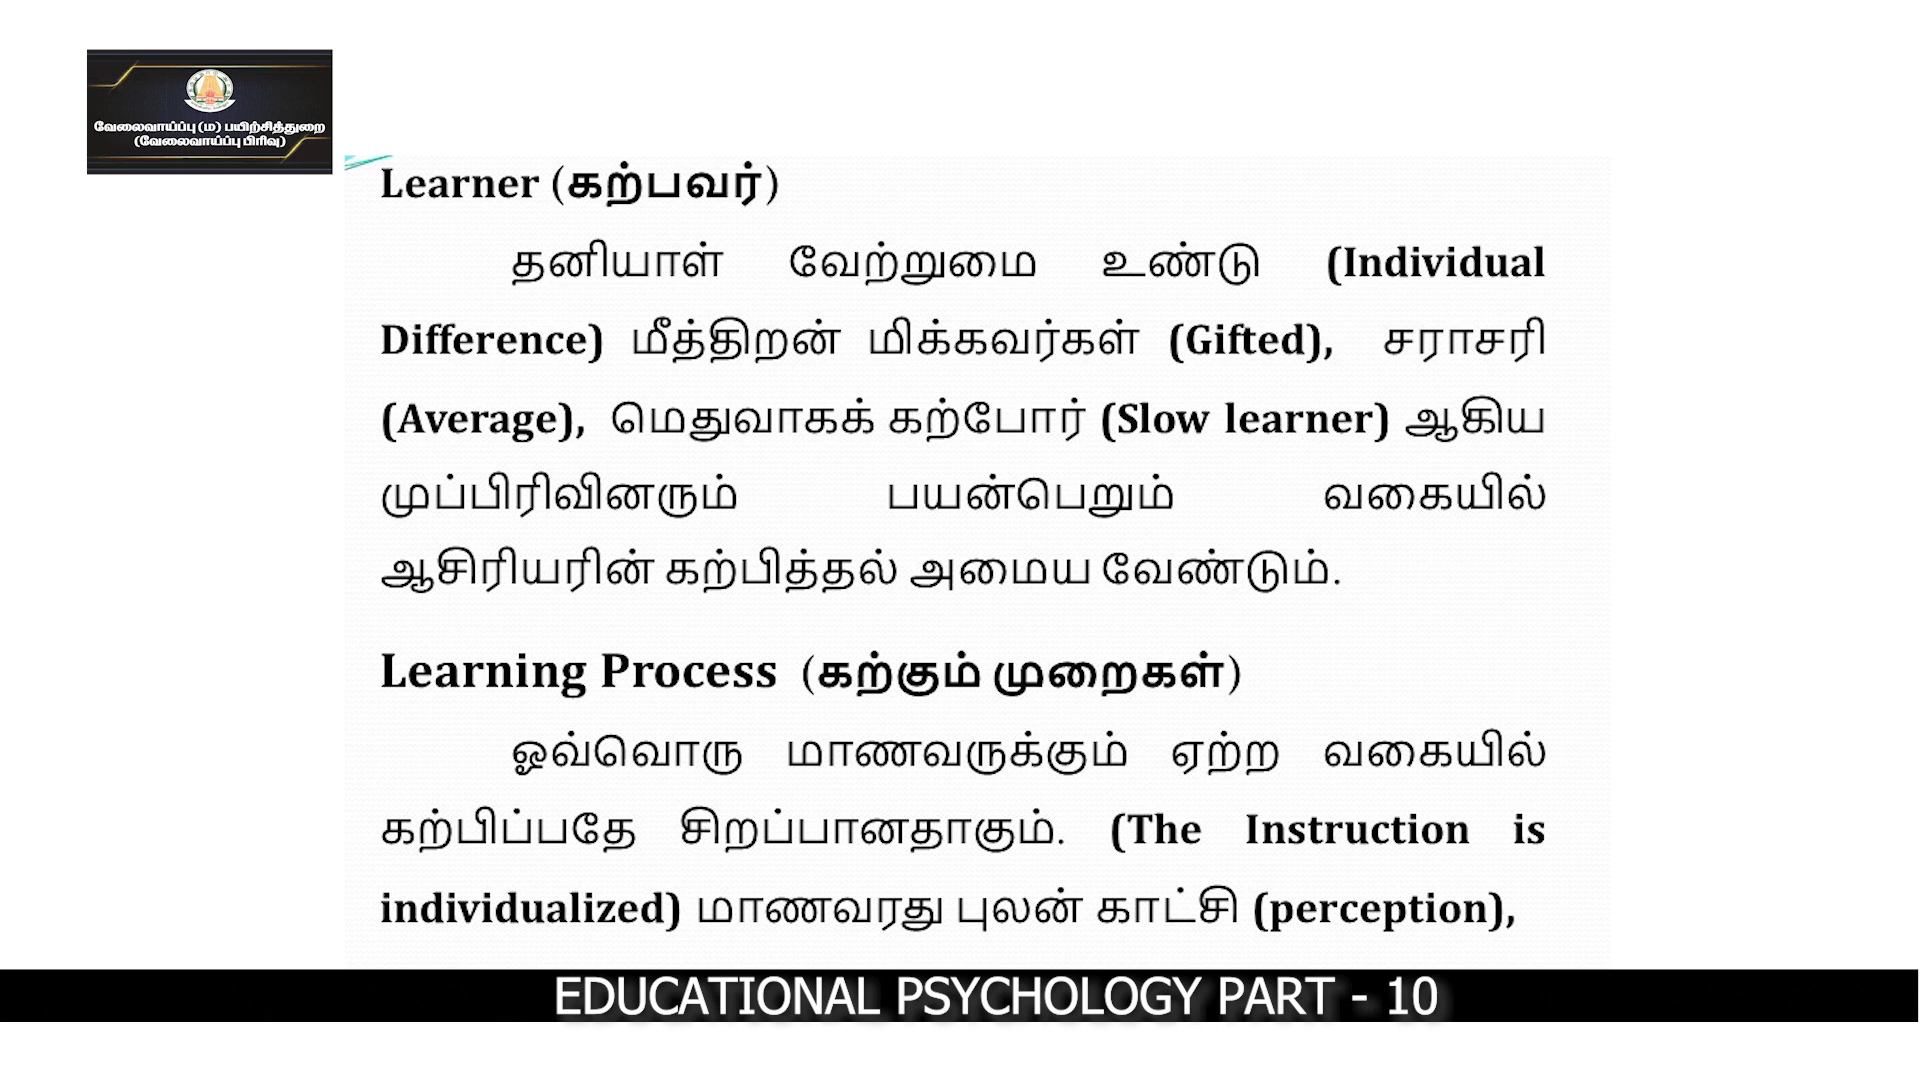 வேலைவாய்ப்பு (ம) பயிற்சித்துறை
(வேலைவாய்ப்பு பிரிவு)
Learner (கற்பவர்)
தனியாள் வேற்றுமை உண்டு (Individual
Difference) மீத்திறன் மிக்கவர்கள் (Gifted), சராசரி
(Average), மெதுவாகக் கற்போர் (Slow learner) ஆகிய
முப்பிரிவினரும் பயன்பெறும் வகையில்
ஆசிரியரின் கற்பித்தல் அமைய வேண்டும்.
Learning Process (கற்கும் முறைகள்)
ஓவ்வொரு மாணவருக்கும் ஏற்ற வகையில்
கற்பிப்பதே சிறப்பானதாகும். (The Instruction is
individualized) மாணவரது புலன் காட்சி (perception),
EDUCATIONAL PSYCHOLOGY PART - 10